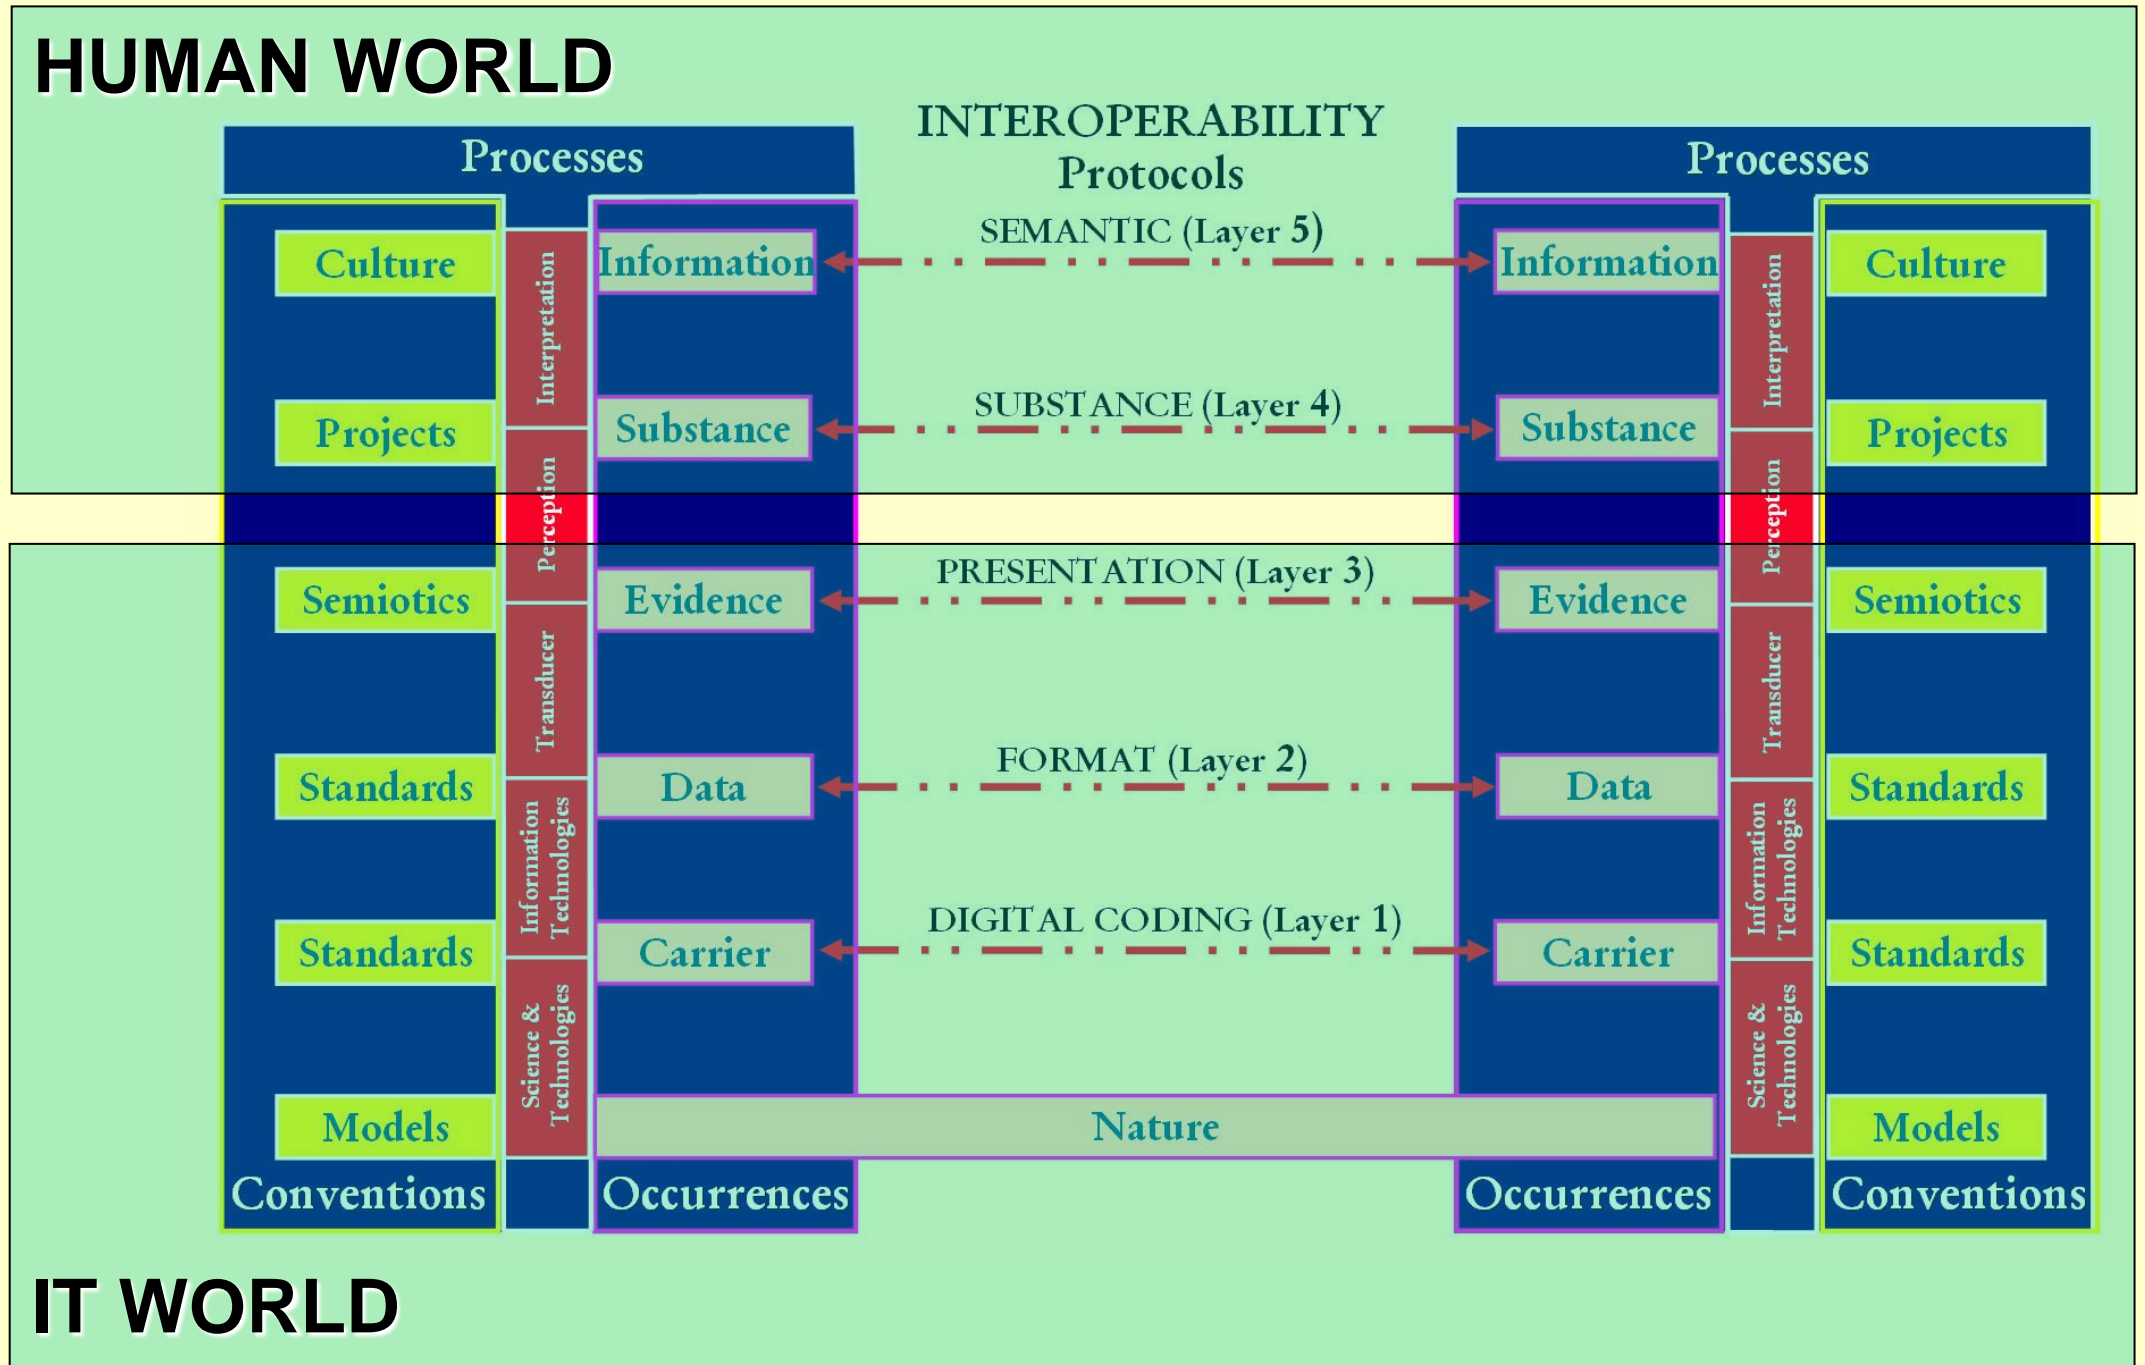 HUMAN WORLD
INTEROPERABILITY
Protocols
Processes
Processes
SEMANTIC (Layer 5)
Culture
Interpretation
Information
Information
Interpretation
Culture
SUBSTANCE (Layer 4)
Projects
Substance
Substance
Projects
Perception
Perception
PRESENTATION (Layer 3)
Semiotics
Evidence
Evidence
Semiotics
Transducer
Transducer
FORMAT (Layer 2)
Standards
Data
Data
Standards
Information
Technologies
Information
Technologies
DIGITAL CODING (Layer 1)
Standards
Carrier
Carrier
Standards
Science &
Technologies
Science &
Technologies
Models
Nature
Models
Conventions
Occurrences
Occurrences
Conventions
IT WORLD